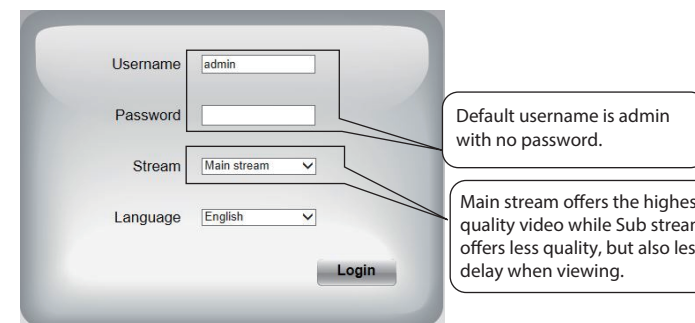 Username admin
Password
Stream Main stream
Language English
Login
Default username is admin
with no password.
Main stream offers the highes
quality video while Sub strear
offers less quality, but also les
delay when viewing.